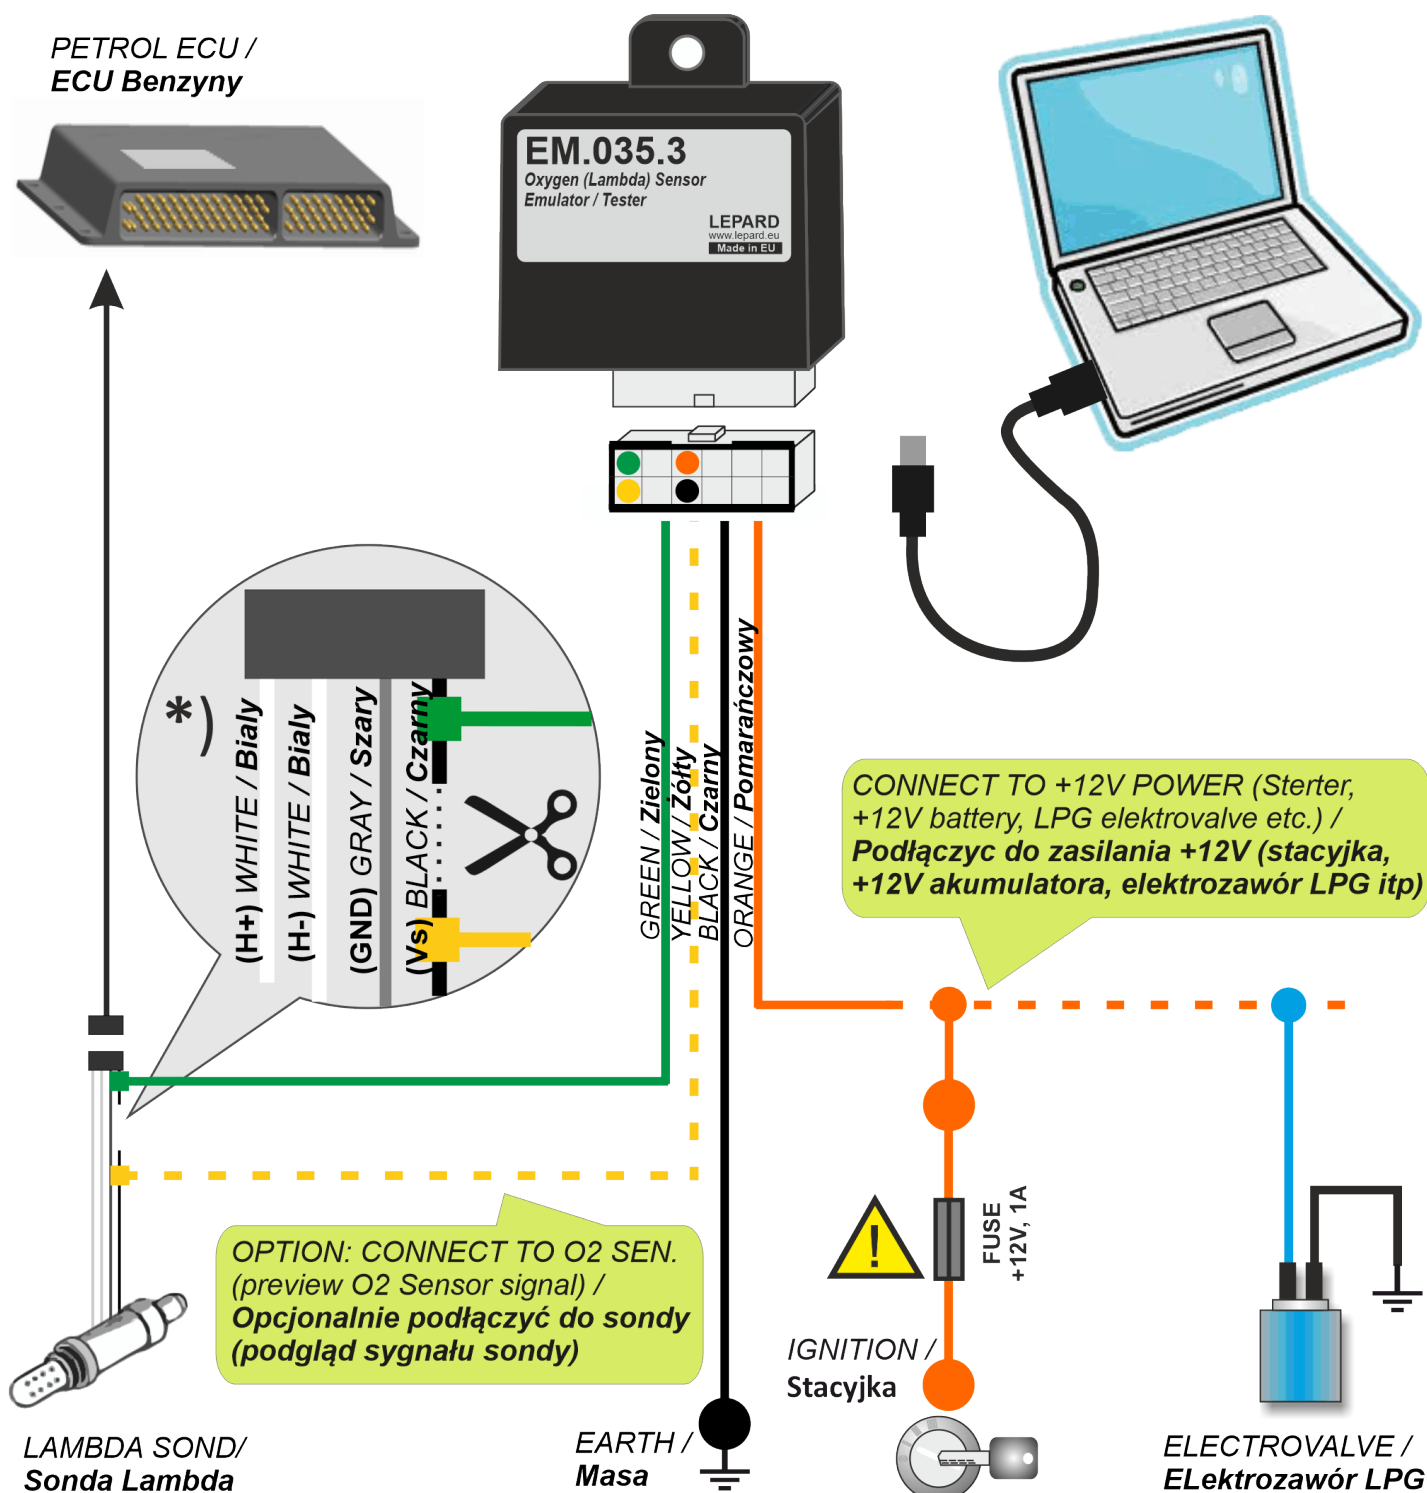 PETROL ECU /
ECU Benzyny
EM.035.3
Oxygen (Lambda) Sensor
Emulator / Tester
LEPARD
www.lepard.eu
Made in EU
*)
(H+) WHITE / Bialy
(H-) WHITE / Bialy
(GND) GRAY / Szary
(Vs) BLACK / Czarny
GREEN / Zielony
YELLOW / Żółty
BLACK / Czarny
ORANGE / Pomarańczowy
CONNECT TO +12V POWER (Sterter,
+12V battery, LPG elektrovalve etc.) /
Podłączyc do zasilania +12V (stacyjka,
+12V akumulatora, elektrozawór LPG itp)
OPTION: CONNECT TO O2 SEN.
(preview O2 Sensor signal) /
Opcjonalnie podłączyć do sondy
(podgląd sygnału sondy)
!
FUSE
+12V, 1A
IGNITION /
Stacyjka
LAMBDA SOND/
Sonda Lambda
EARTH /
Masa
ELECTROVALVE /
ELektrozawór LPG